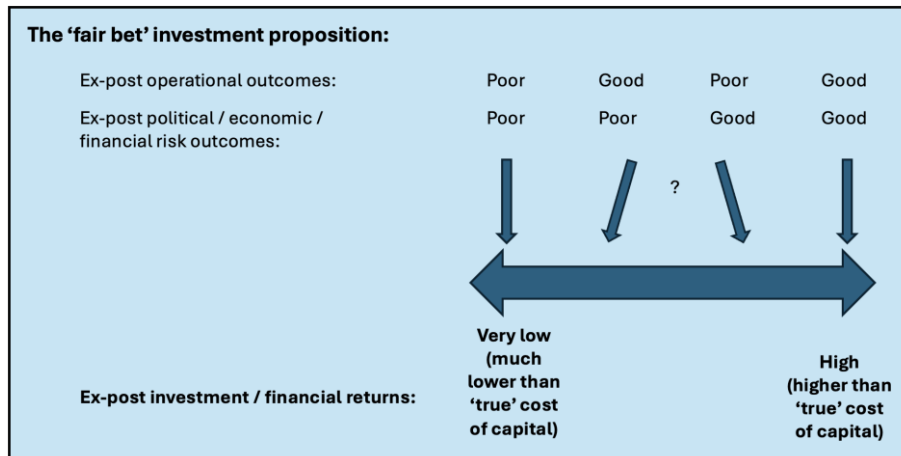 The ‘fair bet’ investment proposition:
Ex-post operational outcomes: Poor Good Poor Good
Ex-post political / economic / Poor Poor Good Good
financial risk outcomes:
?
Very low
(much
lower than
‘true’ cost
of capital)
High
(higher than
‘true’ cost
of capital)
Ex-post investment / financial returns: